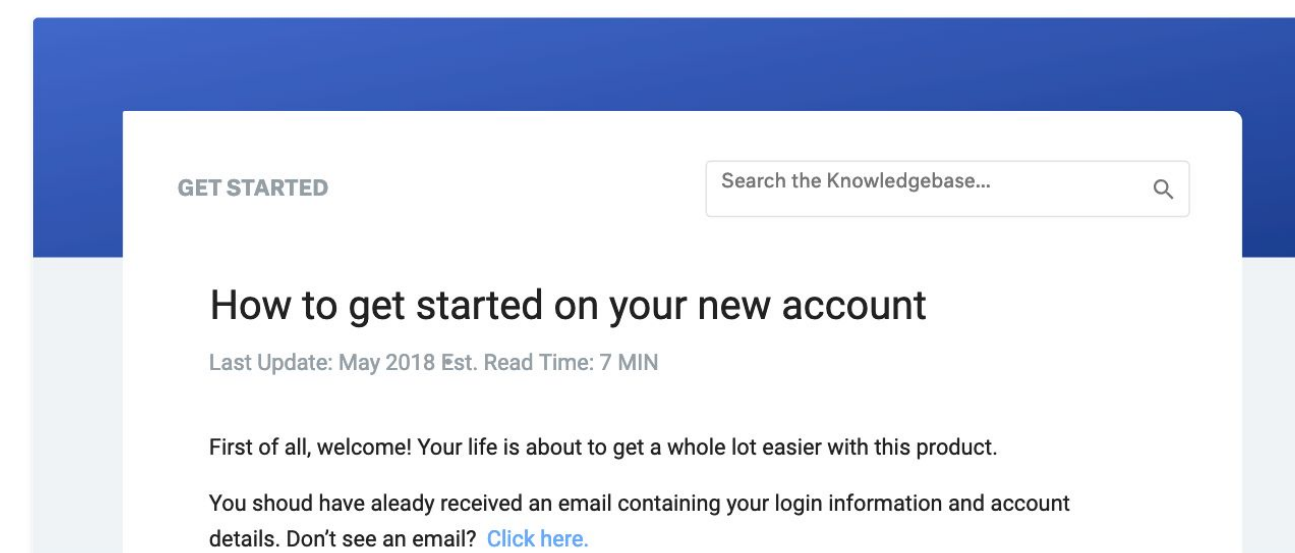 GET STARTED
Search the Knowledgebase...
How to get started on your new account
Last Update: May 2018 Est. Read Time: 7 MIN
First of all, welcome! Your life is about to get a whole lot easier with this product.
You shoud have aleady received an email containing your login information and account
details. Don’t see an email? Click here.